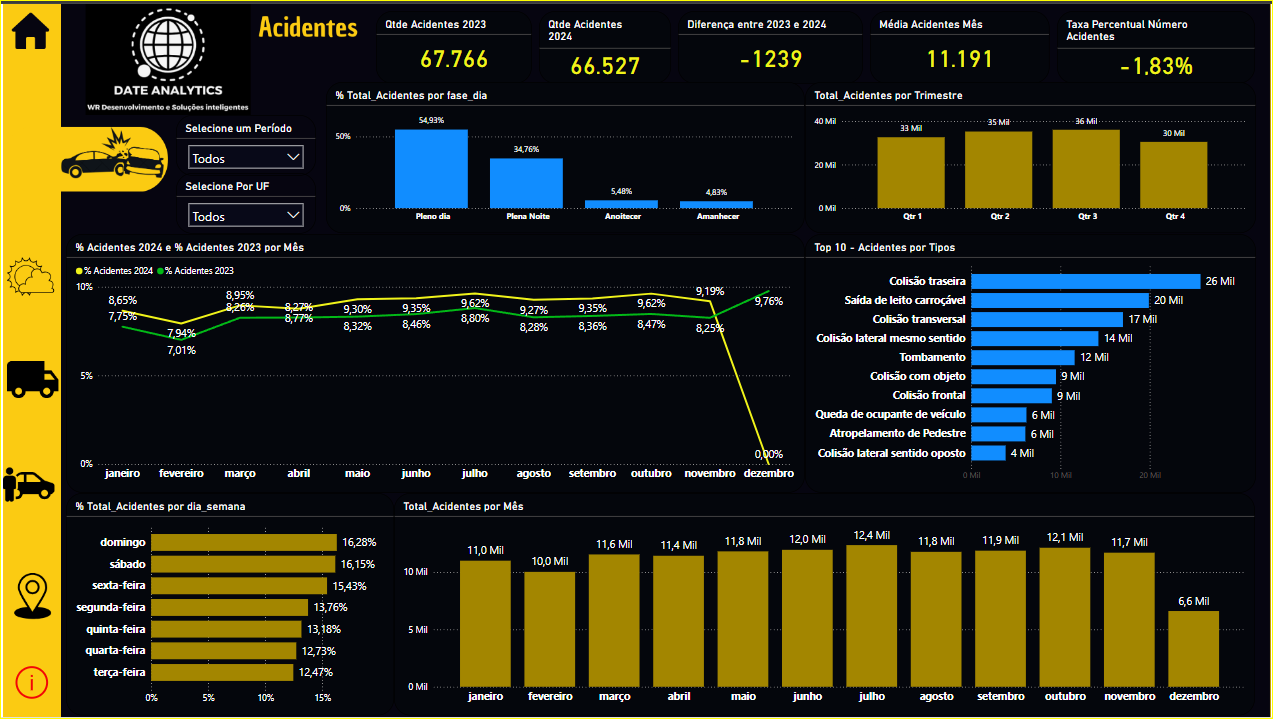 Acidentes
DATE ANALYTICS
WR Desenvolvimento e Soluções inteligentes
Qtde Acidentes 2023
67.766
Qtde Acidentes
2024
66.527
Diferença entre 2023 e 2024
-1239
Média Acidentes Mês
11.191
Taxa Percentual Número
Acidentes
-1,83%
Selecione um Período
Todos
Selecione Por UF
Todos
% Total_Acidentes por fase_dia
50%
0%
54,93%
34,76%
5,48%
4,83%
Pleno dia
Plena Noite
Anoitecer
Amanhecer
Total_Acidentes por Trimestre
40 Mil
20 Mil
0 Mil
33 Mil
35 Mil
36 Mil
30 Mil
Qtr 1
Qtr 2
Qtr 3
Qtr 4
% Acidentes 2024 e % Acidentes 2023 por Mês
% Acidentes 2024
% Acidentes 2023
10%
5%
0%
8,65%
7,94%
8,95%
8,27%
9,30%
9,35%
9,62%
9,27%
9,35%
9,62%
9,19%
0,00%
7,75%
7,01%
8,26%
8,77%
8,32%
8,46%
8,80%
8,28%
8,36%
8,47%
8,25%
9,76%
janeiro
fevereiro
março
abril
maio
junho
julho
agosto
setembro
outubro
novembro
dezembro
Top 10 - Acidentes por Tipos
Colisão traseira 26 Mil
Saída de leito carroçável 20 Mil
Colisão transversal 17 Mil
Colisão lateral mesmo sentido 14 Mil
Tombamento 12 Mil
Colisão com objeto 9 Mil
Colisão frontal 9 Mil
Queda de ocupante de veículo 6 Mil
Atropelamento de Pedestre 6 Mil
Colisão lateral sentido oposto 4 Mil
0 Mil
10 Mil
20 Mil
% Total_Acidentes por dia_semana
domingo 16,28%
sábado 16,15%
sexta-feira 15,43%
segunda-feira 13,76%
quinta-feira 13,18%
quarta-feira 12,73%
terça-feira 12,47%
0%
5%
10%
15%
Total_Acidentes por Mês
10 Mil
5 Mil
0 Mil
11,0 Mil
10,0 Mil
11,6 Mil
11,4 Mil
11,8 Mil
12,0 Mil
12,4 Mil
11,8 Mil
11,9 Mil
12,1 Mil
11,7 Mil
6,6 Mil
janeiro
fevereiro
março
abril
maio
junho
julho
agosto
setembro
outubro
novembro
dezembro
i